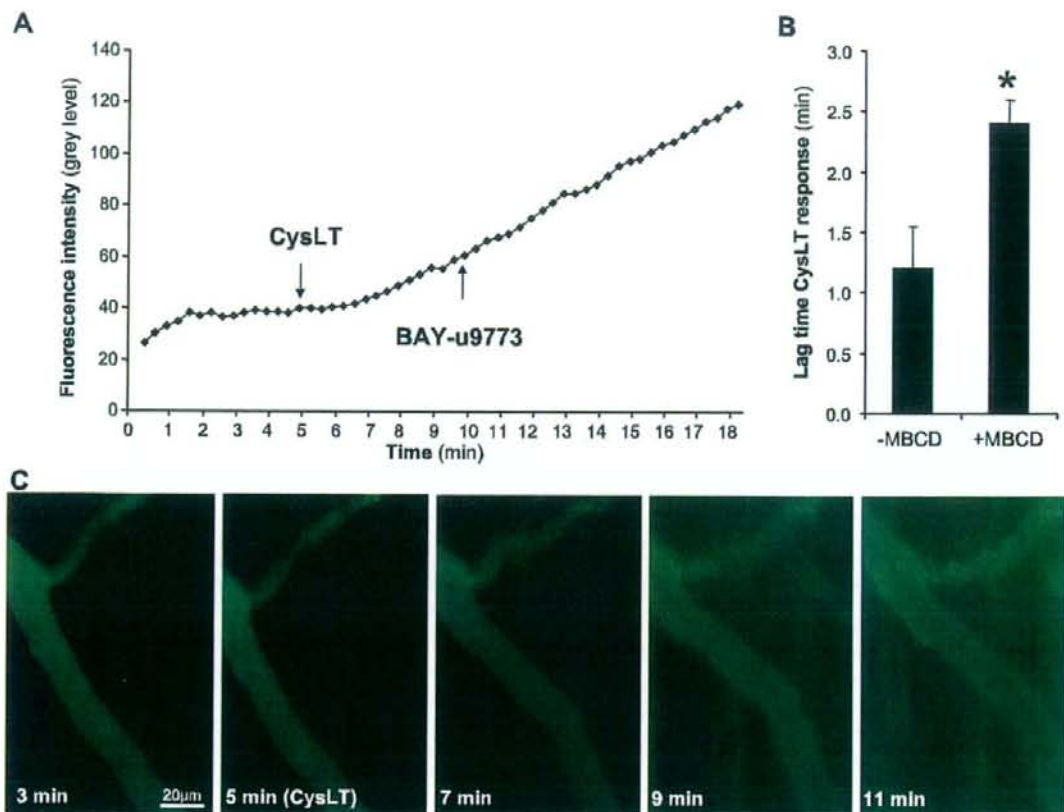 A
Fluorescence intensity (grey level)
140
120
100
80
60
40
20
0
CysLT
BAY-u9773
0 1 2 3 4 5 6 7 8 9 10 11 12 13 14 15 16 17 18
Time (min)
B
Lag time CysLT response (min)
3.0
2.5
2.0
1.5
1.0
0.5
0.0
*
-MBCD +MBCD
C
3 min
20µm
5 min (CysLT)
7 min
9 min
11 min